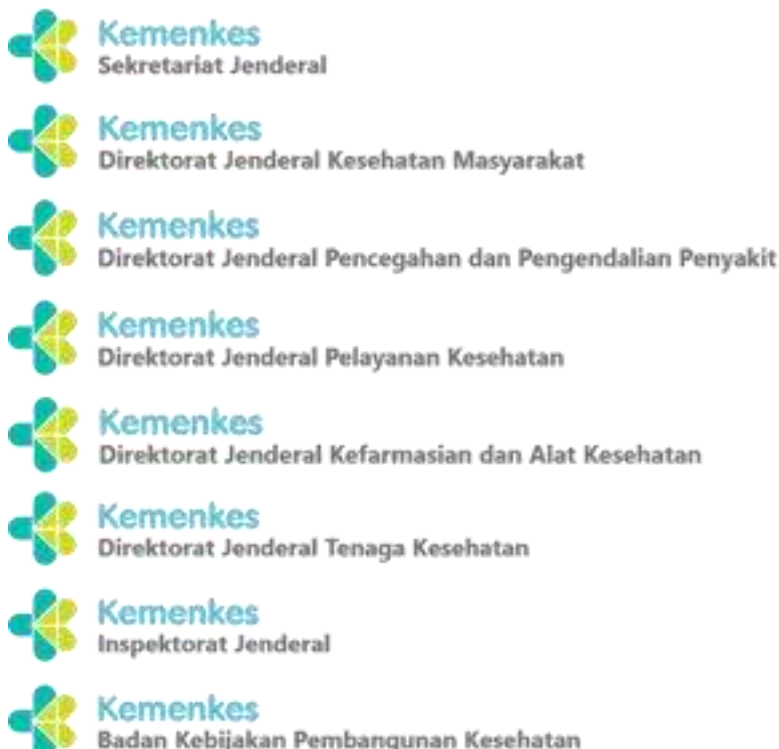 Kemenkes
Sekretariat Jenderal
Kemenkes
Direktorat Jenderal Kesehatan Masyarakat
Kemenkes
Direktorat Jenderal Pencegahan dan Pengendalian Penyakit
Kemenkes
Direktorat Jenderal Pelayanan Kesehatan
Kemenkes
Direktorat Jenderal Kefarmasian dan Alat Kesehatan
Kemenkes
Direktorat Jenderal Tenaga Kesehatan
Kemenkes
Inspektorat Jenderal
Kemenkes
Badan Kebijakan Pembangunan Kesehatan